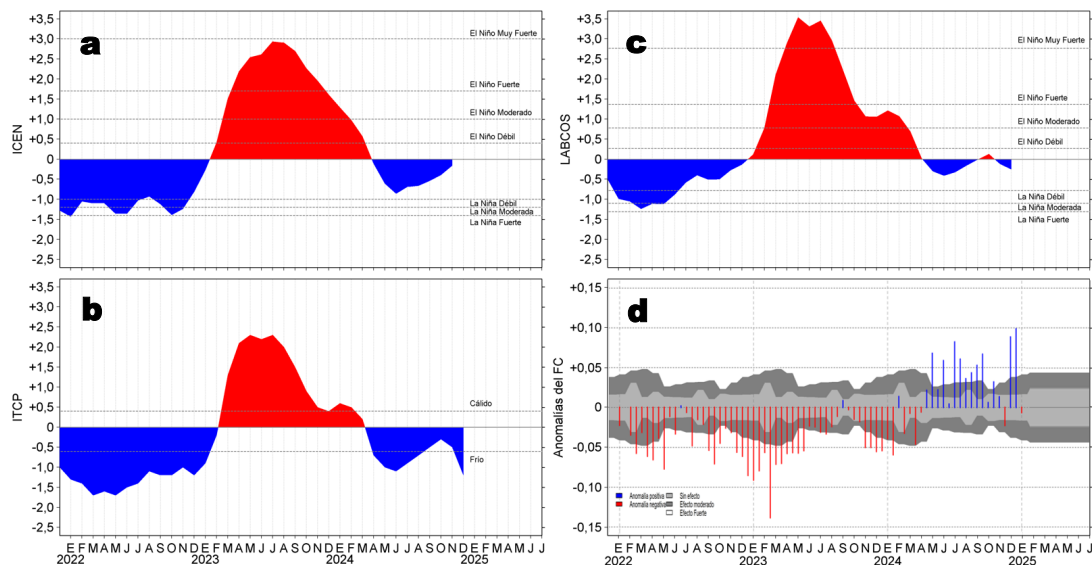 +3,5
+3,0
+2,5
+2,0
+1,5
+1,0
+0,5
0
-0,5
-1,0
-1,5
-2,0
-2,5
ICEN
a
El Niño Muy Fuerte
El Niño Fuerte
El Niño Moderado
El Niño Débil
La Niña Débil
La Niña Moderada
La Niña Fuerte
E F M A M J J A S O N D E F M A M J J A S O N D E F M A M J J A S O N D E F M A M J J
2022 2023 2024 2025
+3,5
+3,0
+2,5
+2,0
+1,5
+1,0
+0,5
0
-0,5
-1,0
-1,5
-2,0
-2,5
LABCOS
c
El Niño Muy Fuerte
El Niño Fuerte
El Niño Moderado
El Niño Débil
La Niña Débil
La Niña Moderada
La Niña Fuerte
E F M A M J J A S O N D E F M A M J J A S O N D E F M A M J J A S O N D E F M A M J J
2022 2023 2024 2025
+3,5
+3,0
+2,5
+2,0
+1,5
+1,0
+0,5
0
-0,5
-1,0
-1,5
-2,0
-2,5
ITCP
b
Cálido
Frío
E F M A M J J A S O N D E F M A M J J A S O N D E F M A M J J A S O N D E F M A M J J
2022 2023 2024 2025
+0,15
+0,10
+0,05
0
-0,05
-0,10
-0,15
Anomalías del FC
d
Anomalía positiva
Anomalía negativa
Sin efecto
Efecto moderado
Efecto Fuerte
E F M A M J J A S O N D E F M A M J J A S O N D E F M A M J J A S O N D E F M A M J J
2022 2023 2024 2025